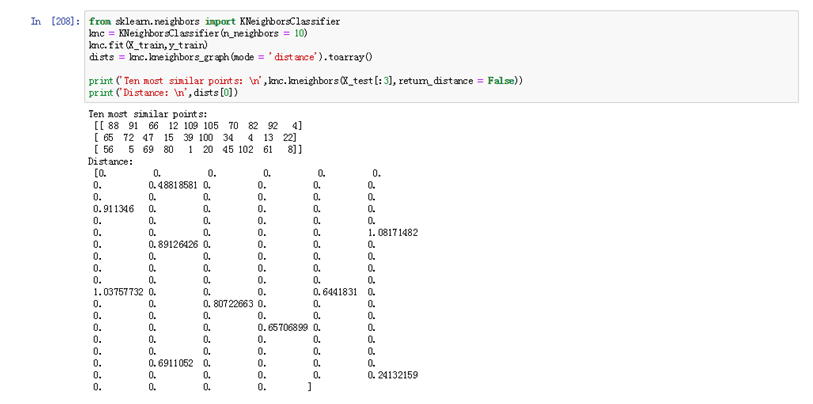 In [208]: from sklearn.neighbors import KNeighborsClassifier
knc = KNeighborsClassifier(n_neighbors = 10)
knc.fit(X_train,y_train)
dists = knc.kneighbors_graph(mode = 'distance').toarray()
print('Ten most similar points: \n',knc.kneighbors(X_test[:3],return_distance = False))
print('Distance: \n',dists[0])
Ten most similar points:
[[ 88 91 66 12 109 105 70 82 92 4]
[ 65 72 47 15 39 100 34 4 13 22]
[ 56 5 69 80 1 20 45 102 61 8]]
Distance:
[0. 0. 0. 0. 0. 0.
0. 0.48818581 0. 0. 0. 0.
0. 0. 0. 0. 0. 0.
0.911346 0. 0. 0. 0. 0.
0. 0. 0. 0. 0. 0.
0. 0. 0. 0. 0. 1.08171482
0. 0.89126426 0. 0. 0. 0.
0. 0. 0. 0. 0. 0.
0. 0. 0. 0. 0. 0.
0. 0. 0. 0. 0. 0.
1.03757732 0. 0. 0. 0.6441831 0.
0. 0. 0.80722663 0. 0. 0.
0. 0. 0. 0. 0. 0.
0. 0. 0. 0.65706899 0. 0.
0. 0. 0. 0. 0. 0.
0. 0. 0. 0. 0. 0.
0. 0.6911052 0. 0. 0. 0.
0. 0. 0. 0. 0. 0.24132159
0. 0. 0. 0. ]